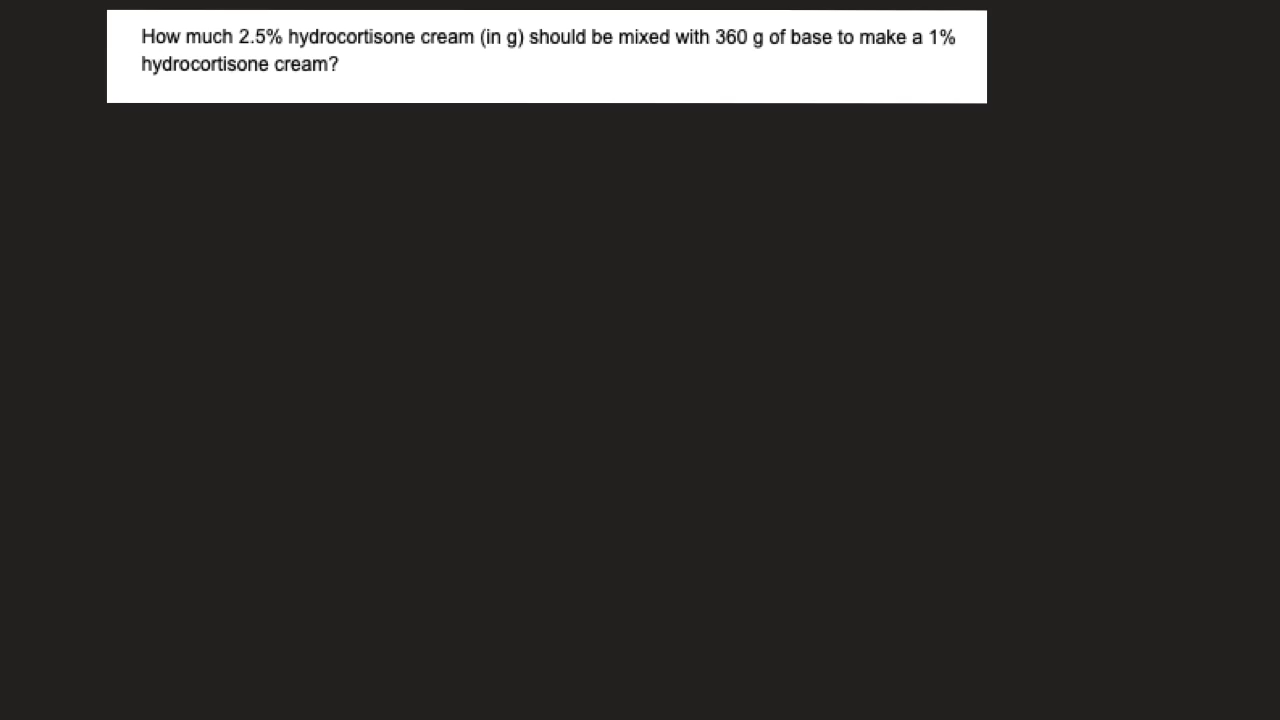 How much 2.5% hydrocortisone cream (in g) should be mixed with 360 g of base to make a 1%
hydrocortisone cream?